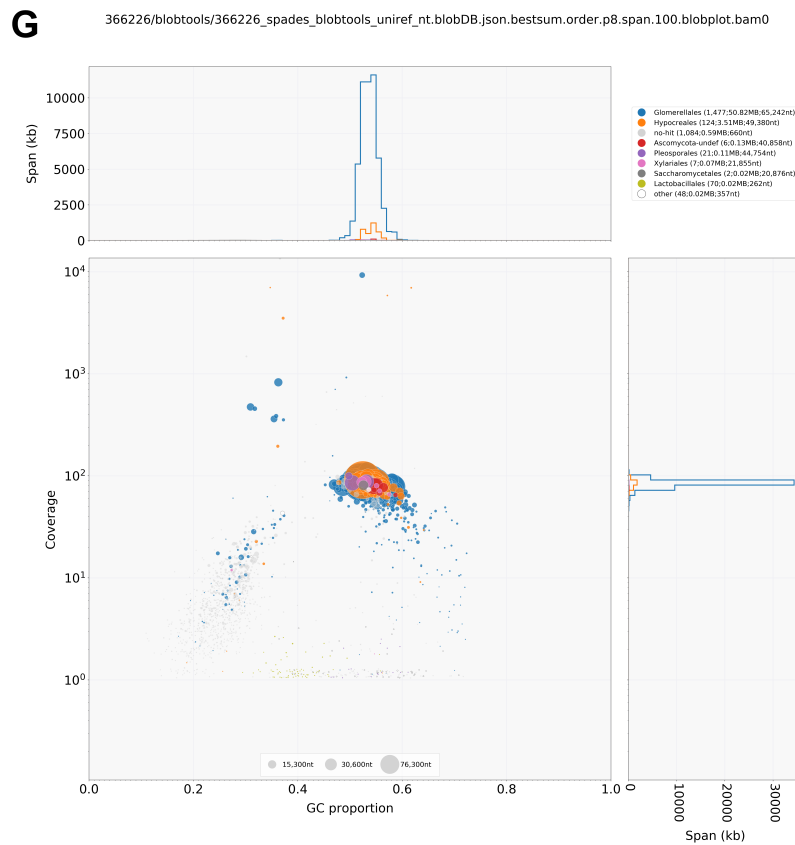 G
366226/blobtools/366226_spades_blobtools_uniref_nt.blobDB.json.bestsum.order.p8.span.100.blobplot.bam0
10000
7500
5000
2500
0
Span (kb)
Glomerellales (1,477;50.82MB;65,242nt)
Hypocreales (124;3.51MB;49,380nt)
no-hit (1,084;0.59MB;660nt)
Ascomycota-undef (6;0.13MB;40,858nt)
Pleosporales (21;0.11MB;44,754nt)
Xylariales (7;0.07MB;21,855nt)
Saccharomycetales (2;0.02MB;20,876nt)
Lactobacillales (70;0.02MB;262nt)
other (48;0.02MB;357nt)
10⁴
10³
10²
10¹
10⁰
Coverage
15,300nt 30,600nt 76,300nt
0.0 0.2 0.4 0.6 0.8 1.0
GC proportion
0 10000 20000 30000
Span (kb)